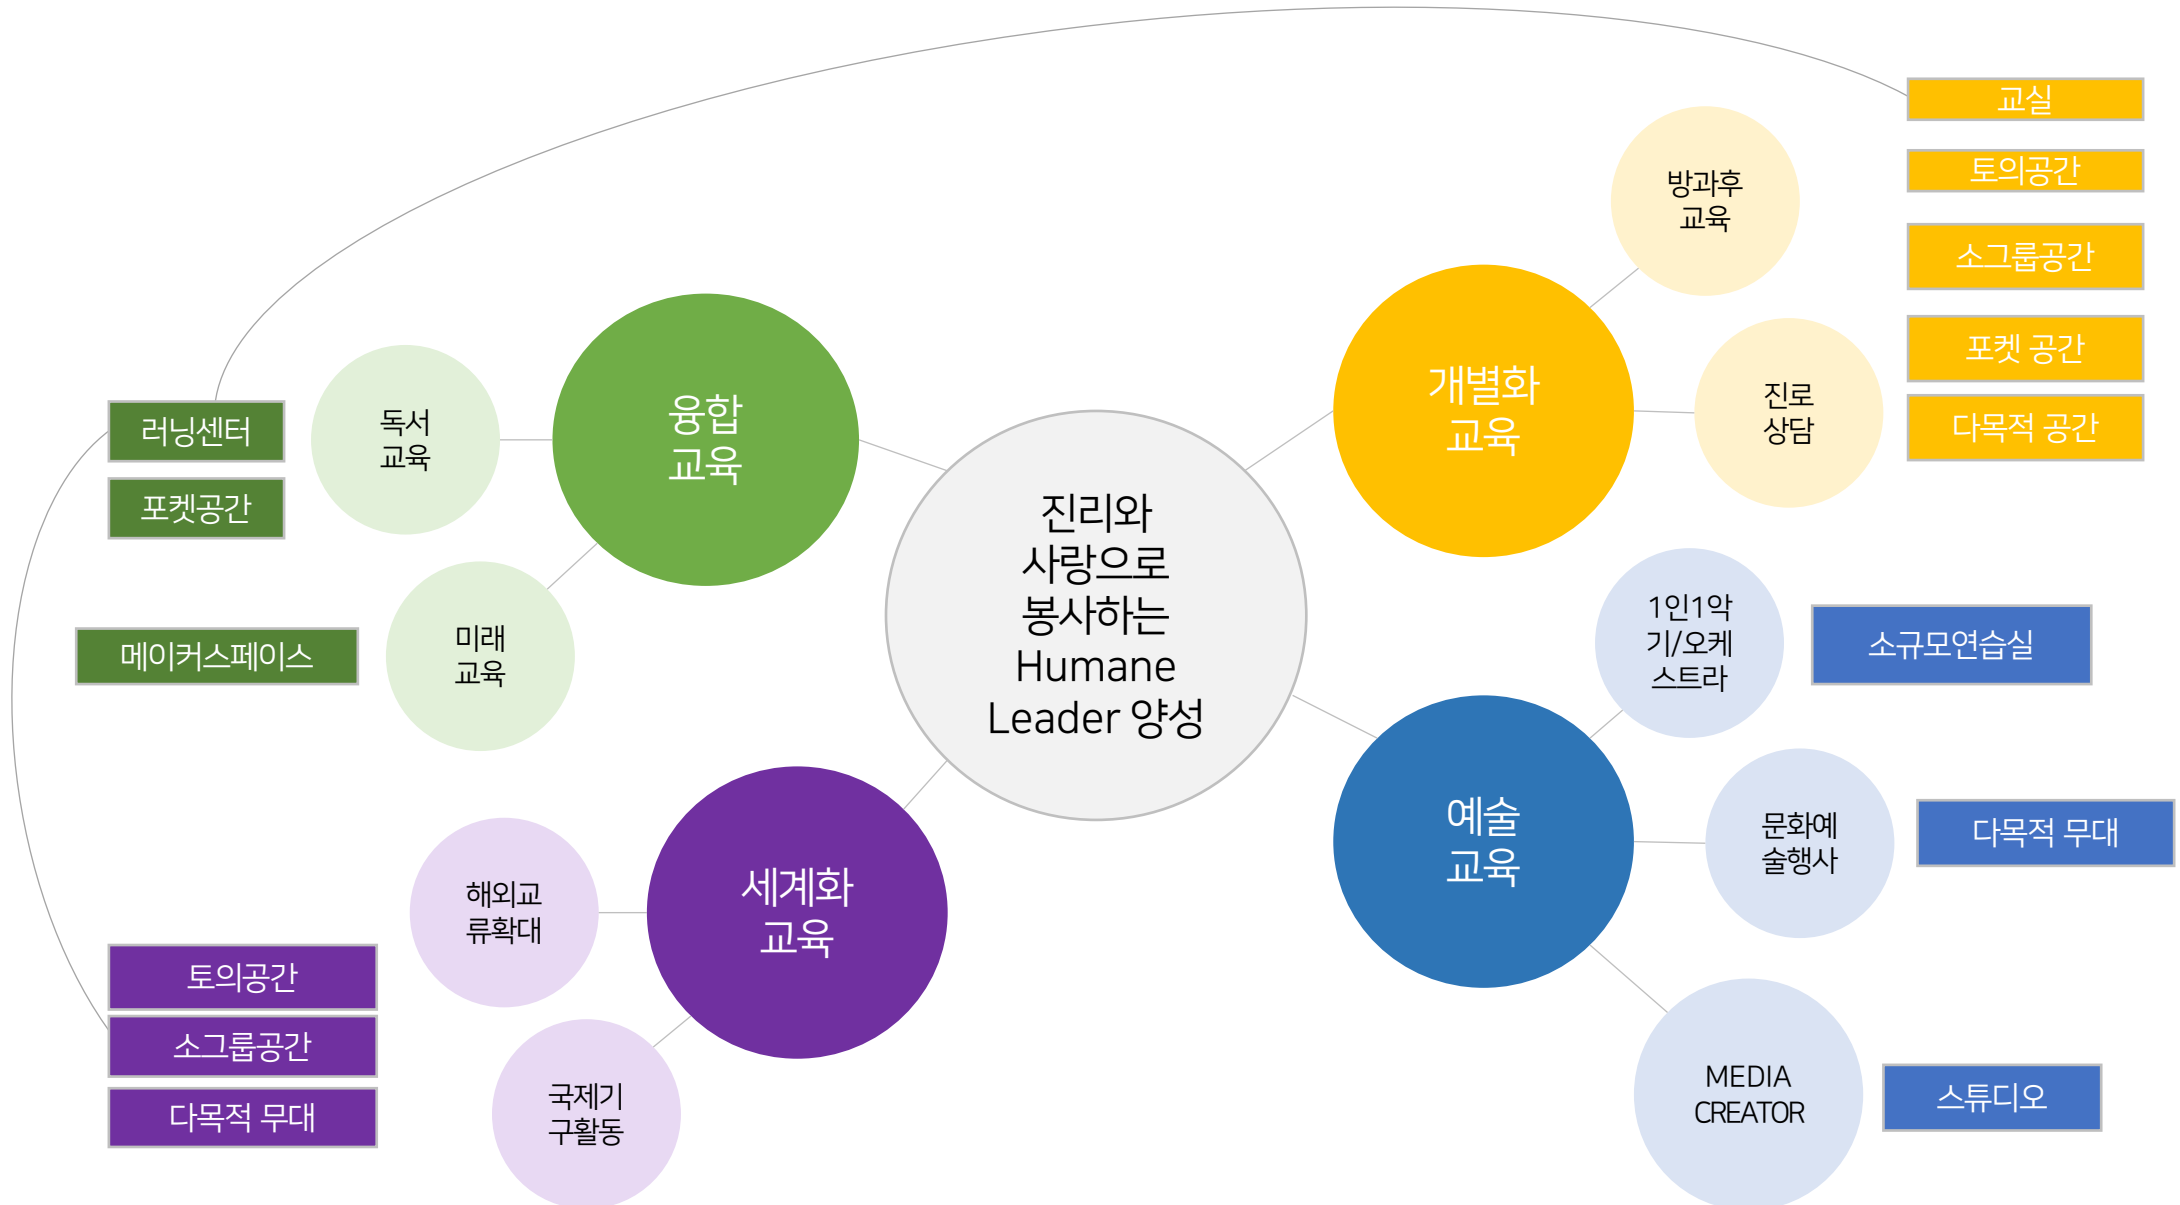 진리와
사랑으로
봉사하는
Humane
Leader 양성
융합
교육
독서
교육
러닝센터
포켓공간
미래
교육
메이커스페이스
세계화
교육
해외교
류확대
국제기
구활동
토의공간
소그룹공간
다목적 무대
개별화
교육
방과후
교육
진로
상담
교실
토의공간
소그룹공간
포켓 공간
다목적 공간
예술
교육
1인1악
기/오케
스트라
소규모연습실
문화예
술행사
다목적 무대
MEDIA
CREATOR
스튜디오